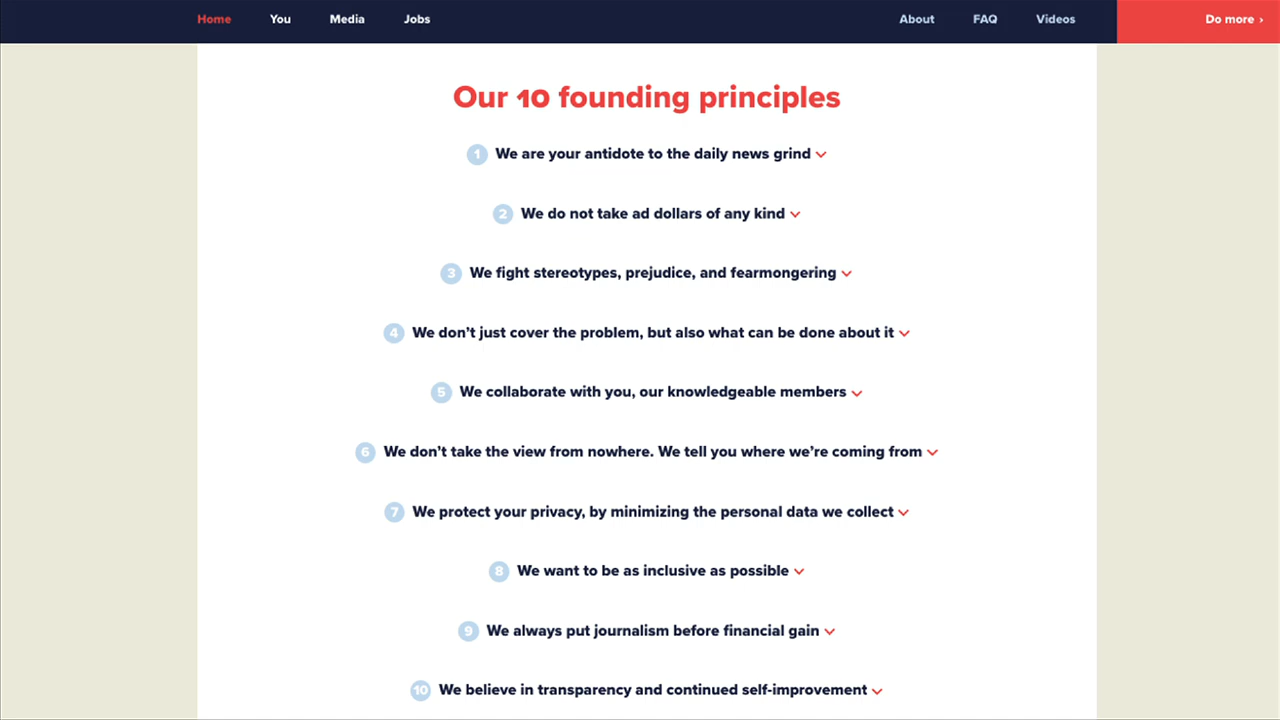 Home You Media Jobs About FAQ Videos Do more ›
Our 10 founding principles
1 We are your antidote to the daily news grind
2 We do not take ad dollars of any kind
3 We fight stereotypes, prejudice, and fearmongering
4 We don’t just cover the problem, but also what can be done about it
5 We collaborate with you, our knowledgeable members
6 We don’t take the view from nowhere. We tell you where we’re coming from
7 We protect your privacy, by minimizing the personal data we collect
8 We want to be as inclusive as possible
9 We always put journalism before financial gain
10 We believe in transparency and continued self-improvement